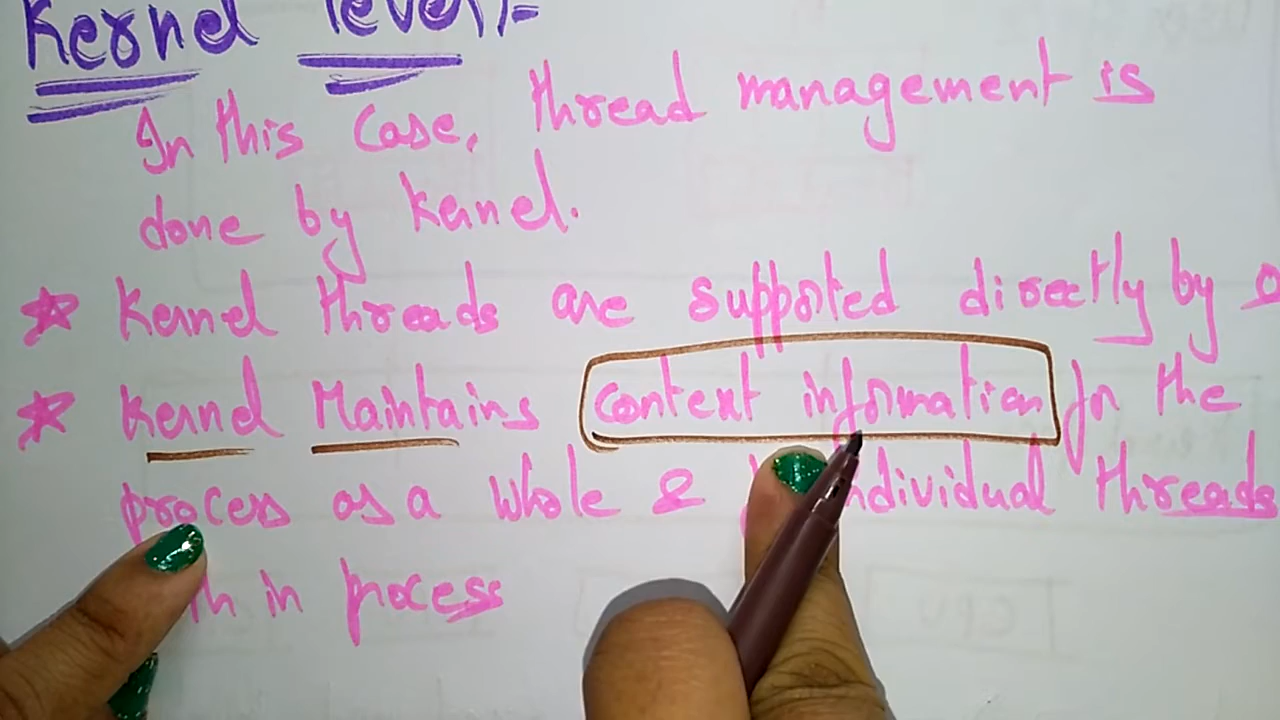 Kernel level:-
In this case, thread management is
done by kernel.
Kernel threads are supported directly by
Kernel Maintains context information for the
process as a whole & individual threads
in process